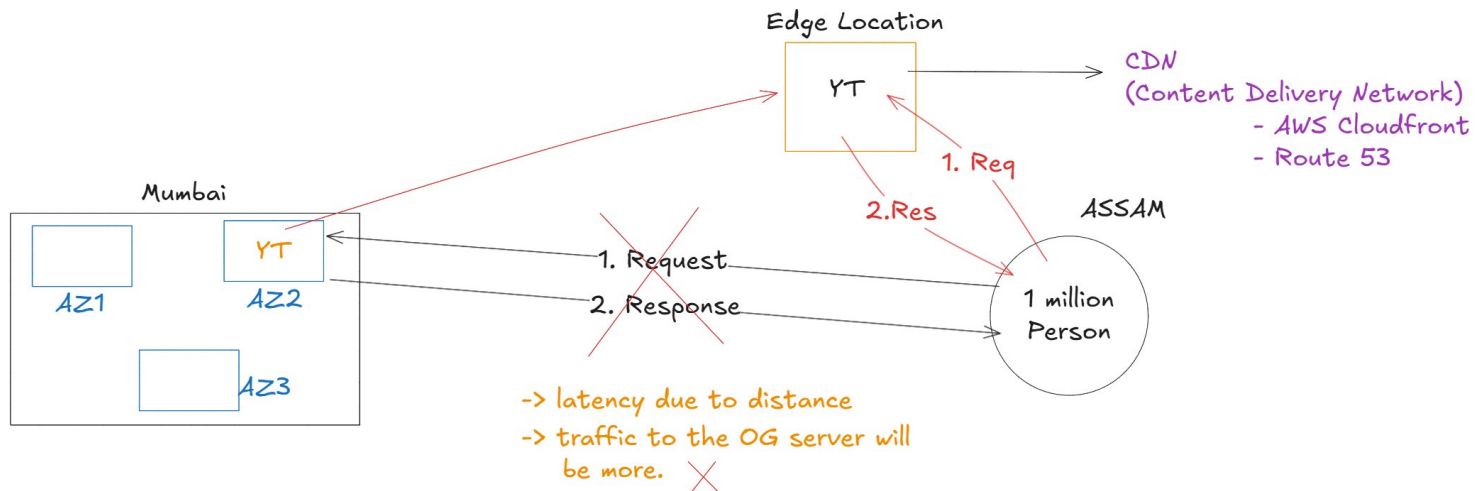 Edge Location
YT
CDN
(Content Delivery Network)
- AWS Cloudfront
- Route 53
1. Req
2.Res
ASSAM
1 million
Person
Mumbai
YT
AZ1
AZ2
AZ3
1. Request
2. Response
-> latency due to distance
-> traffic to the OG server will
be more.